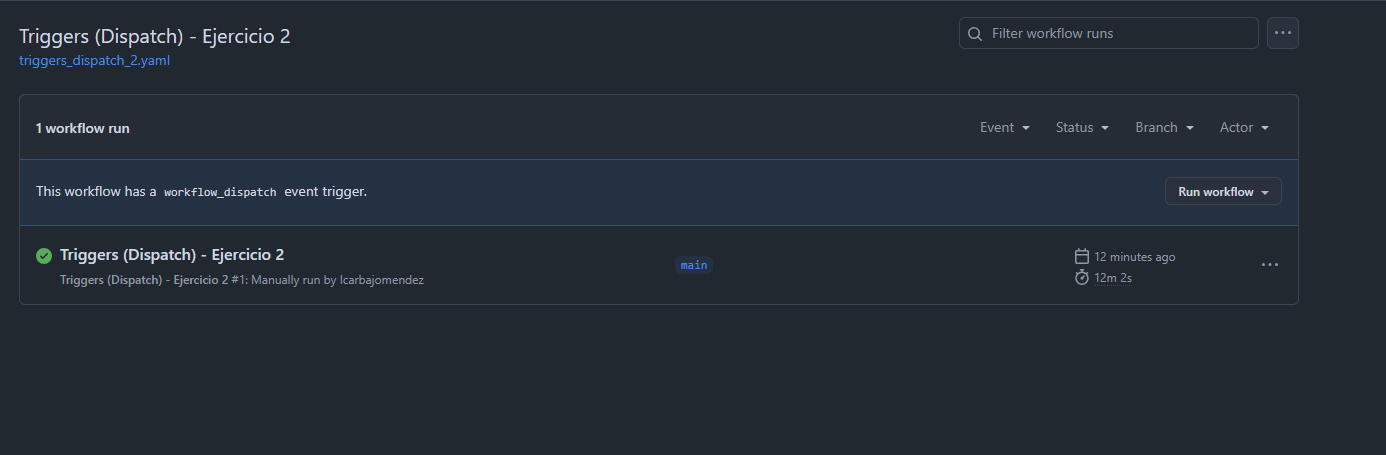 Triggers (Dispatch) - Ejercicio 2
Filter workflow runs
triggers_dispatch_2.yaml
1 workflow run
Event Status Branch Actor
This workflow has a workflow_dispatch event trigger.
Run workflow
Triggers (Dispatch) - Ejercicio 2
Triggers (Dispatch) - Ejercicio 2 #1: Manually run by lcarbajomendez
main
12 minutes ago
12m 2s